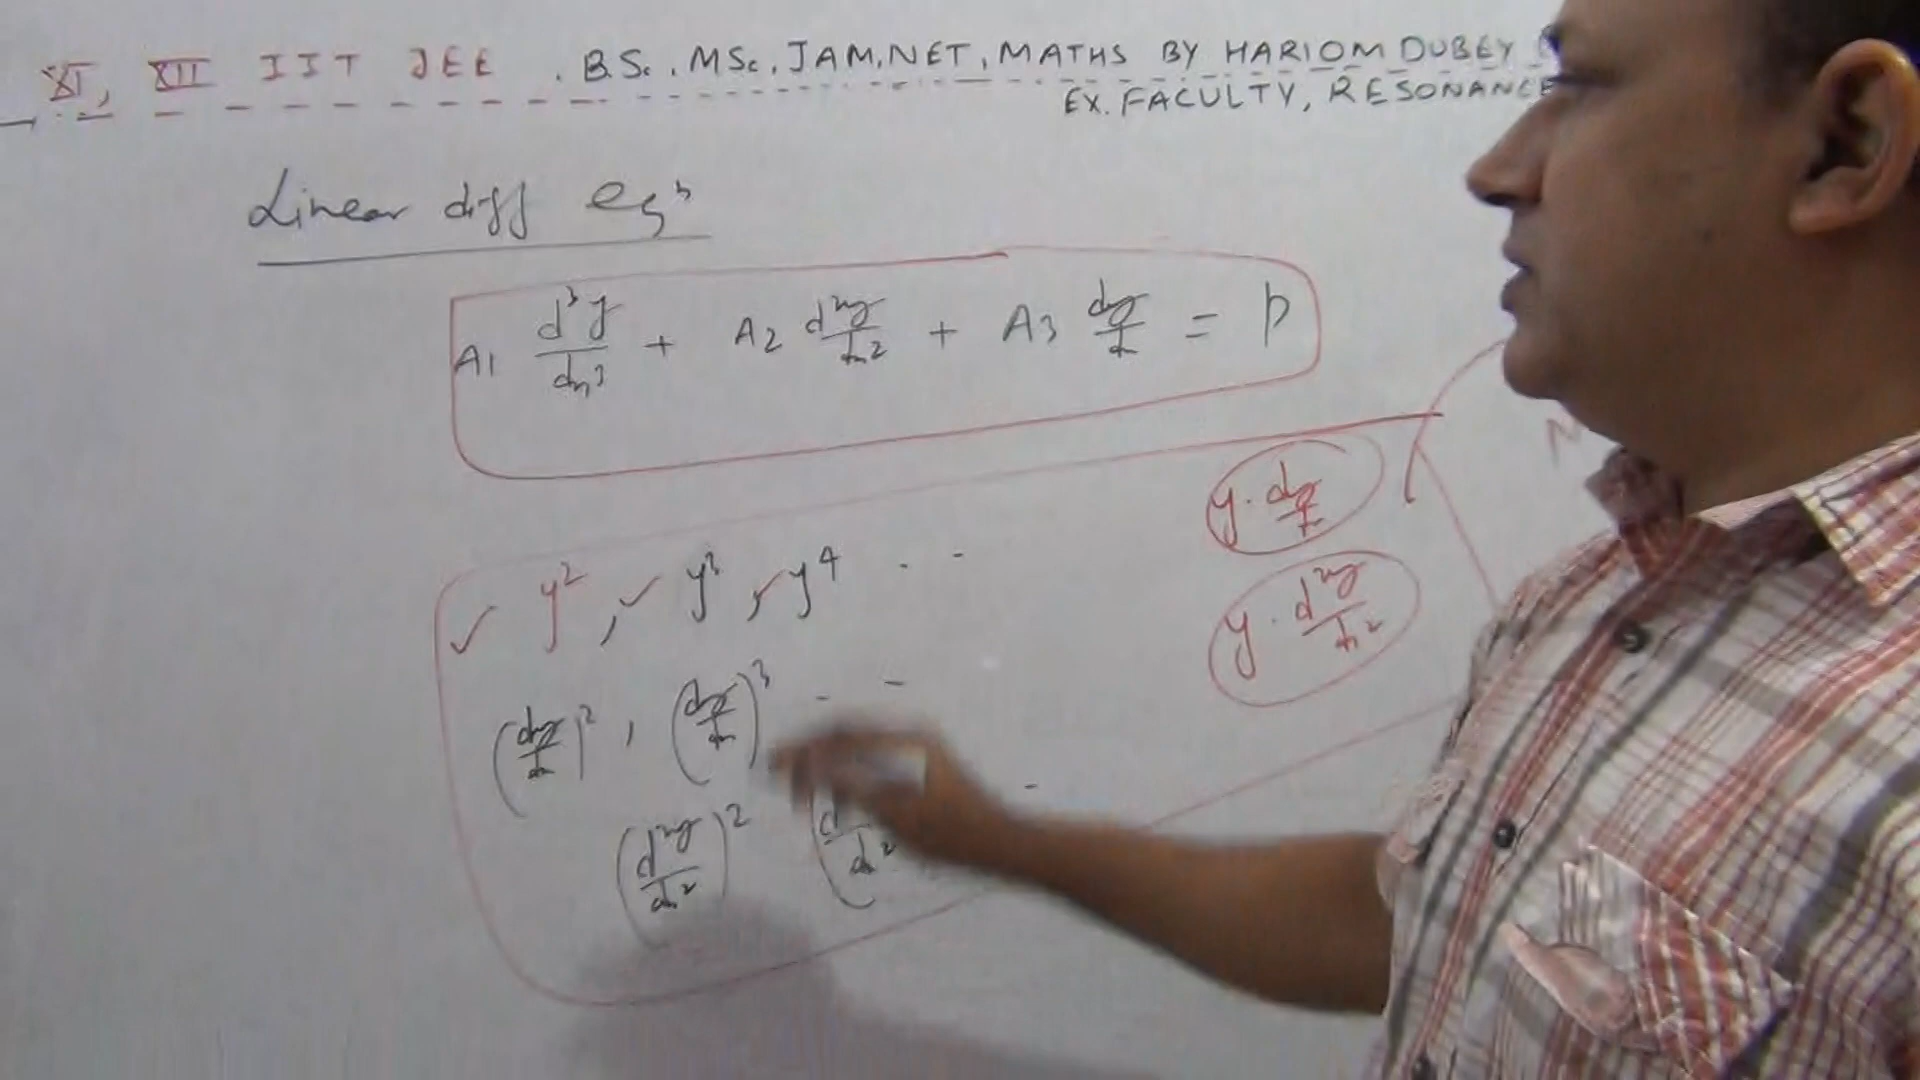 XI, XII IIT JEE . B.Sc. MSc. JAM. NET. MATHS BY HARIOM DUBEY
EX. FACULTY, RESONANCE
Linear diff eqn
A1 d³y/dx³ + A2 d²y/dx² + A3 dy/dx = P
y · dy/dx
✓ y², ✓ y³, ✓ y⁴ . -
y · d²y/dx²
(dy/dx)², (dy/dx)³ - -
(d²y/dx²)²